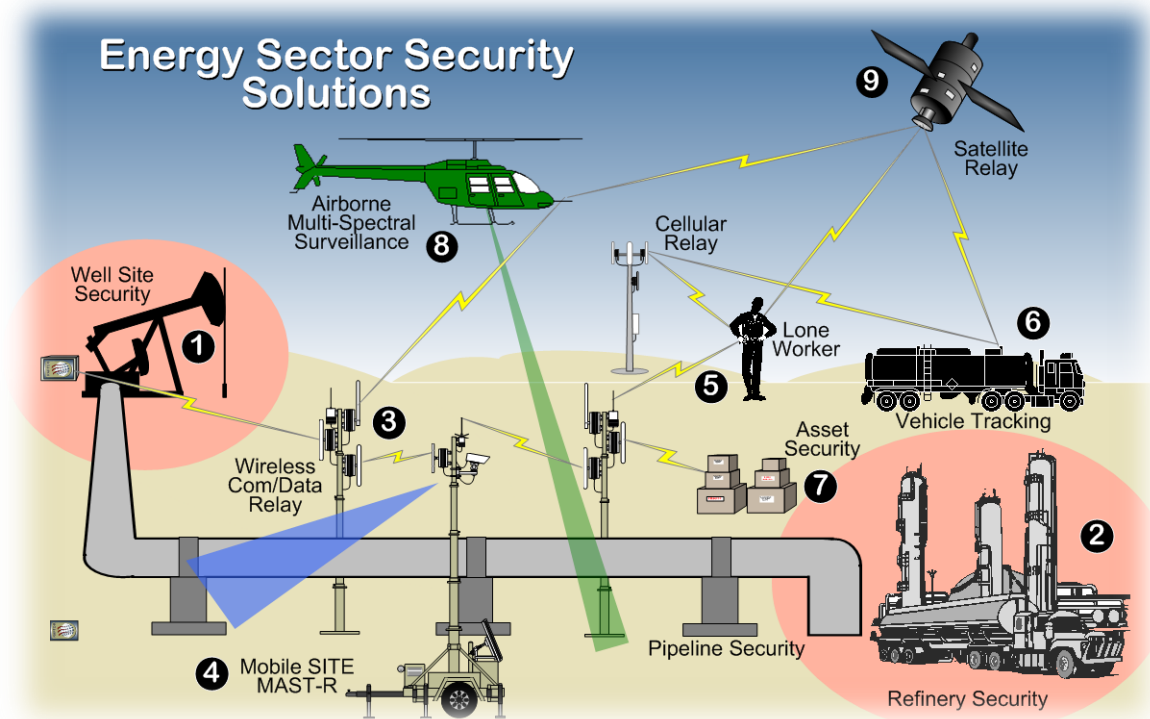 Energy Sector Security
Solutions
9
Satellite
Relay
Airborne
Multi-Spectral
Surveillance
8
Cellular
Relay
Well Site
Security
1
Lone
Worker
5
6
Vehicle Tracking
3
Wireless
Com/Data
Relay
Asset
Security
7
2
Pipeline Security
4
Mobile SITE
MAST-R
Refinery Security